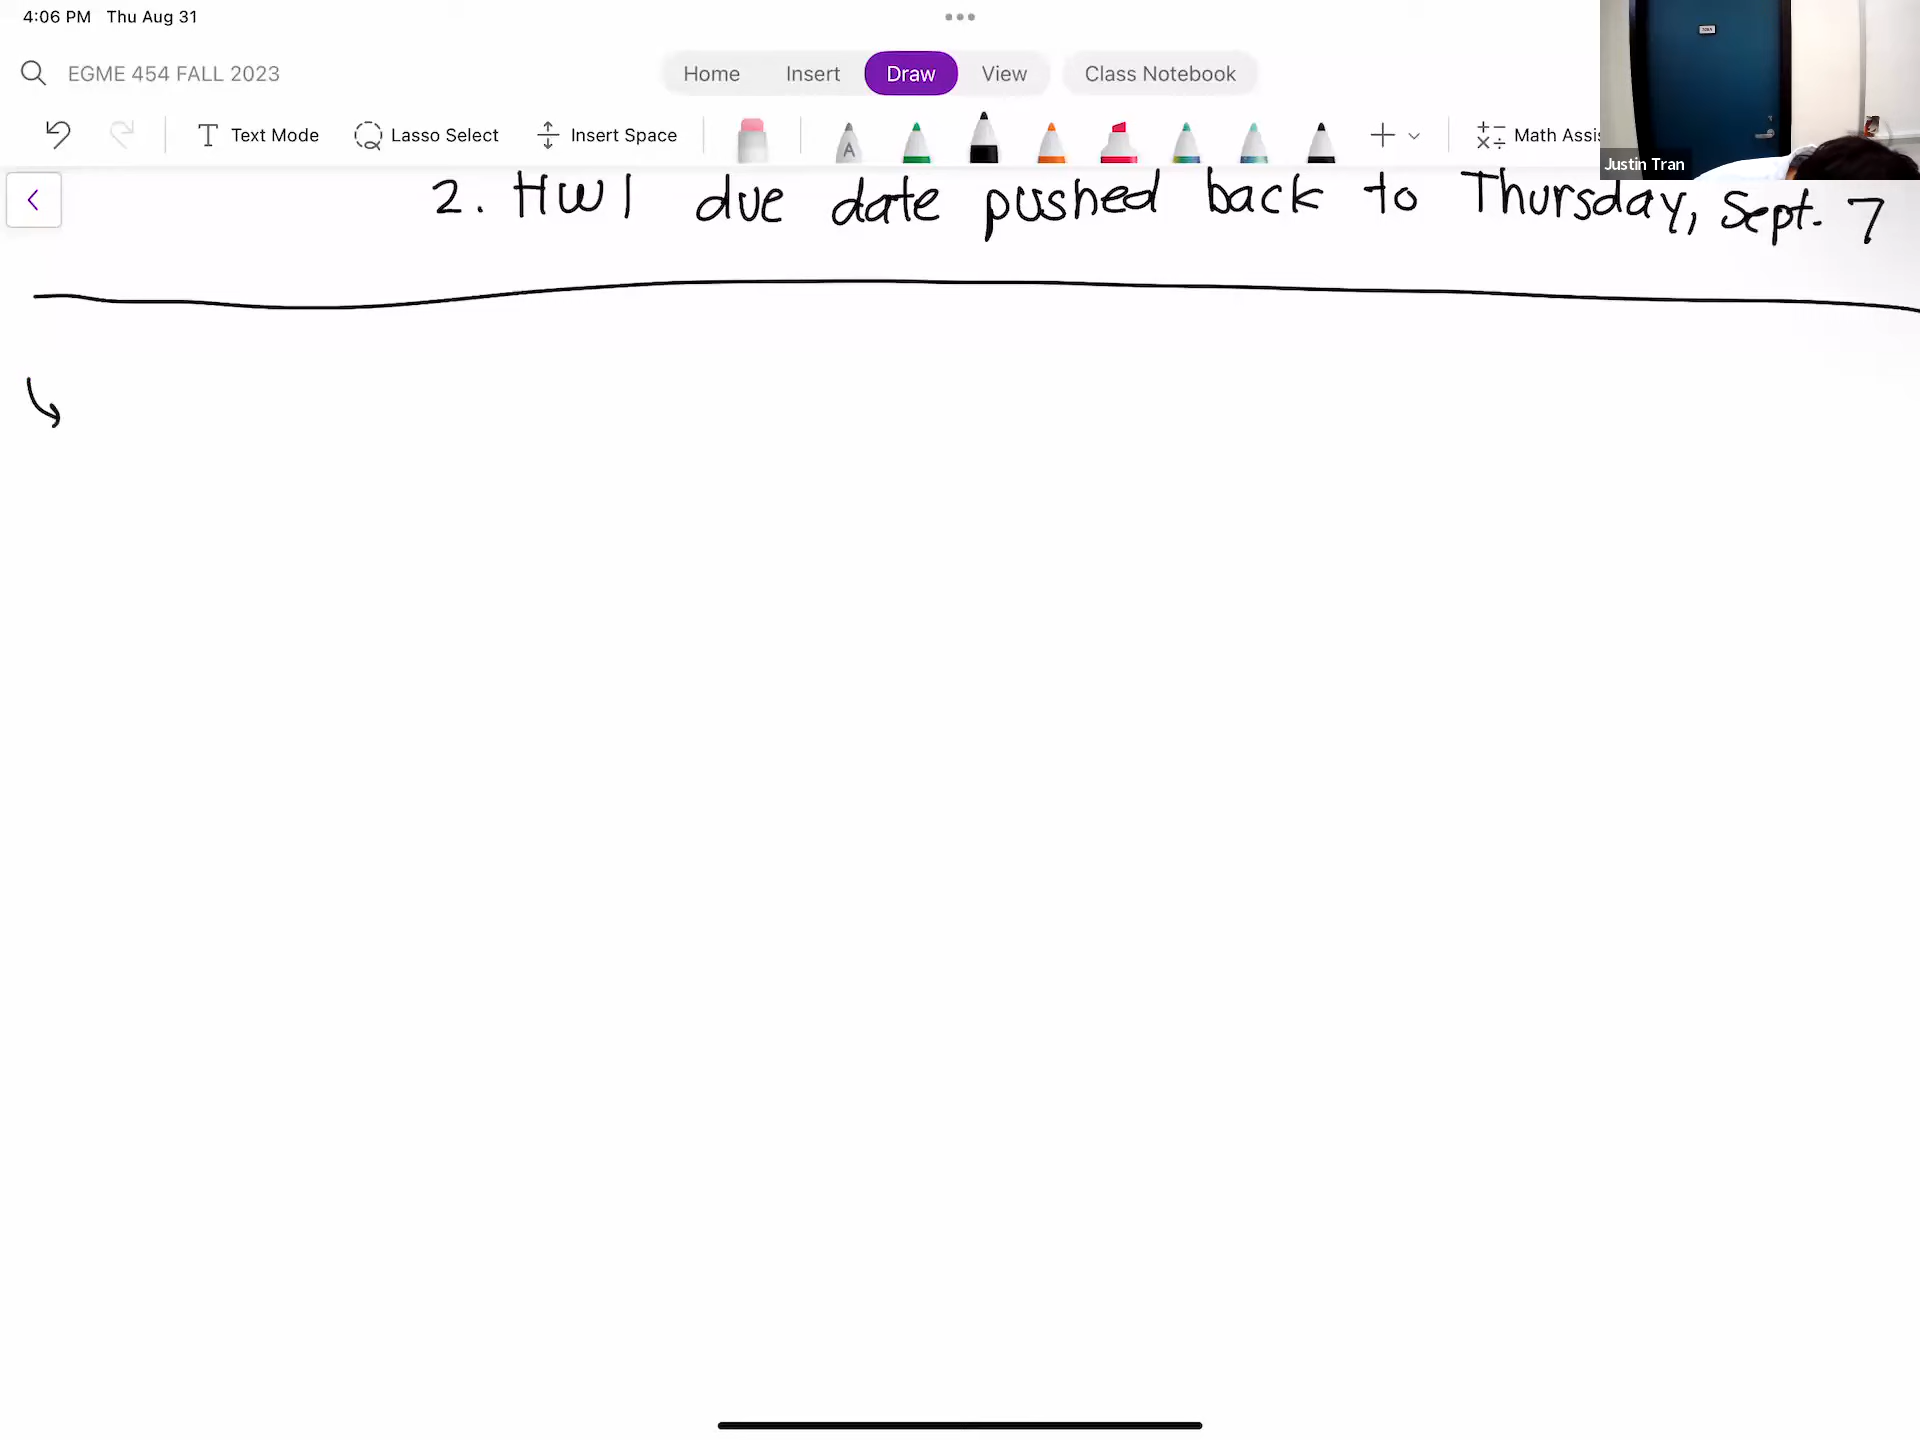 4:06 PM Thu Aug 31
EGME 454 FALL 2023
Home Insert Draw View Class Notebook
Text Mode Lasso Select Insert Space A Math Assis
Justin Tran
2. HW1 due date pushed back to Thursday, Sept. 7